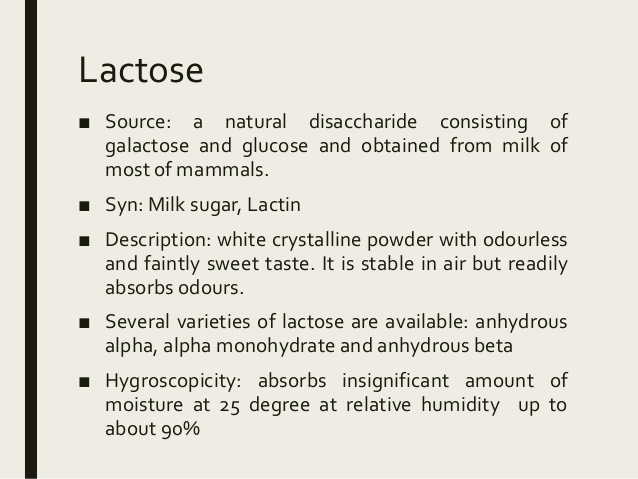 Lactose
■ Source: a natural disaccharide consisting of
galactose and glucose and obtained from milk of
most of mammals.
■ Syn: Milk sugar, Lactin
■ Description: white crystalline powder with odourless
and faintly sweet taste. It is stable in air but readily
absorbs odours.
■ Several varieties of lactose are available: anhydrous
alpha, alpha monohydrate and anhydrous beta
■ Hygroscopicity: absorbs insignificant amount of
moisture at 25 degree at relative humidity up to
about 90%